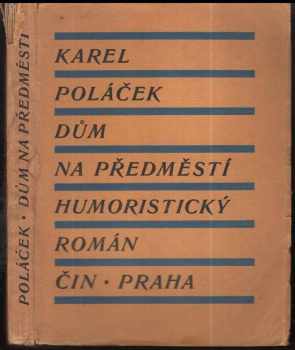 POLÁČEK · DŮM NA PŘEDMĚSTÍ
KAREL
POLÁČEK
DŮM
NA PŘEDMĚSTÍ
HUMORISTICKÝ
ROMÁN
ČIN · PRAHA